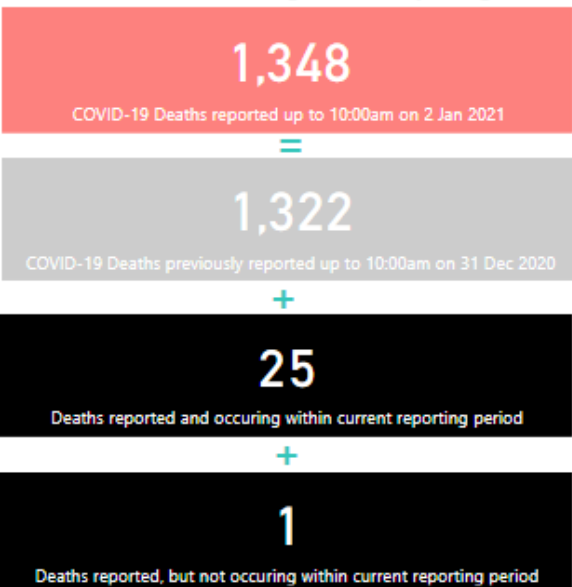 1,348
COVID-19 Deaths reported up to 10:00am on 2 Jan 2021
=
1,322
COVID-19 Deaths previously reported up to 10:00am on 31 Dec 2020
+
25
Deaths reported and occuring within current reporting period
+
1
Deaths reported, but not occuring within current reporting period